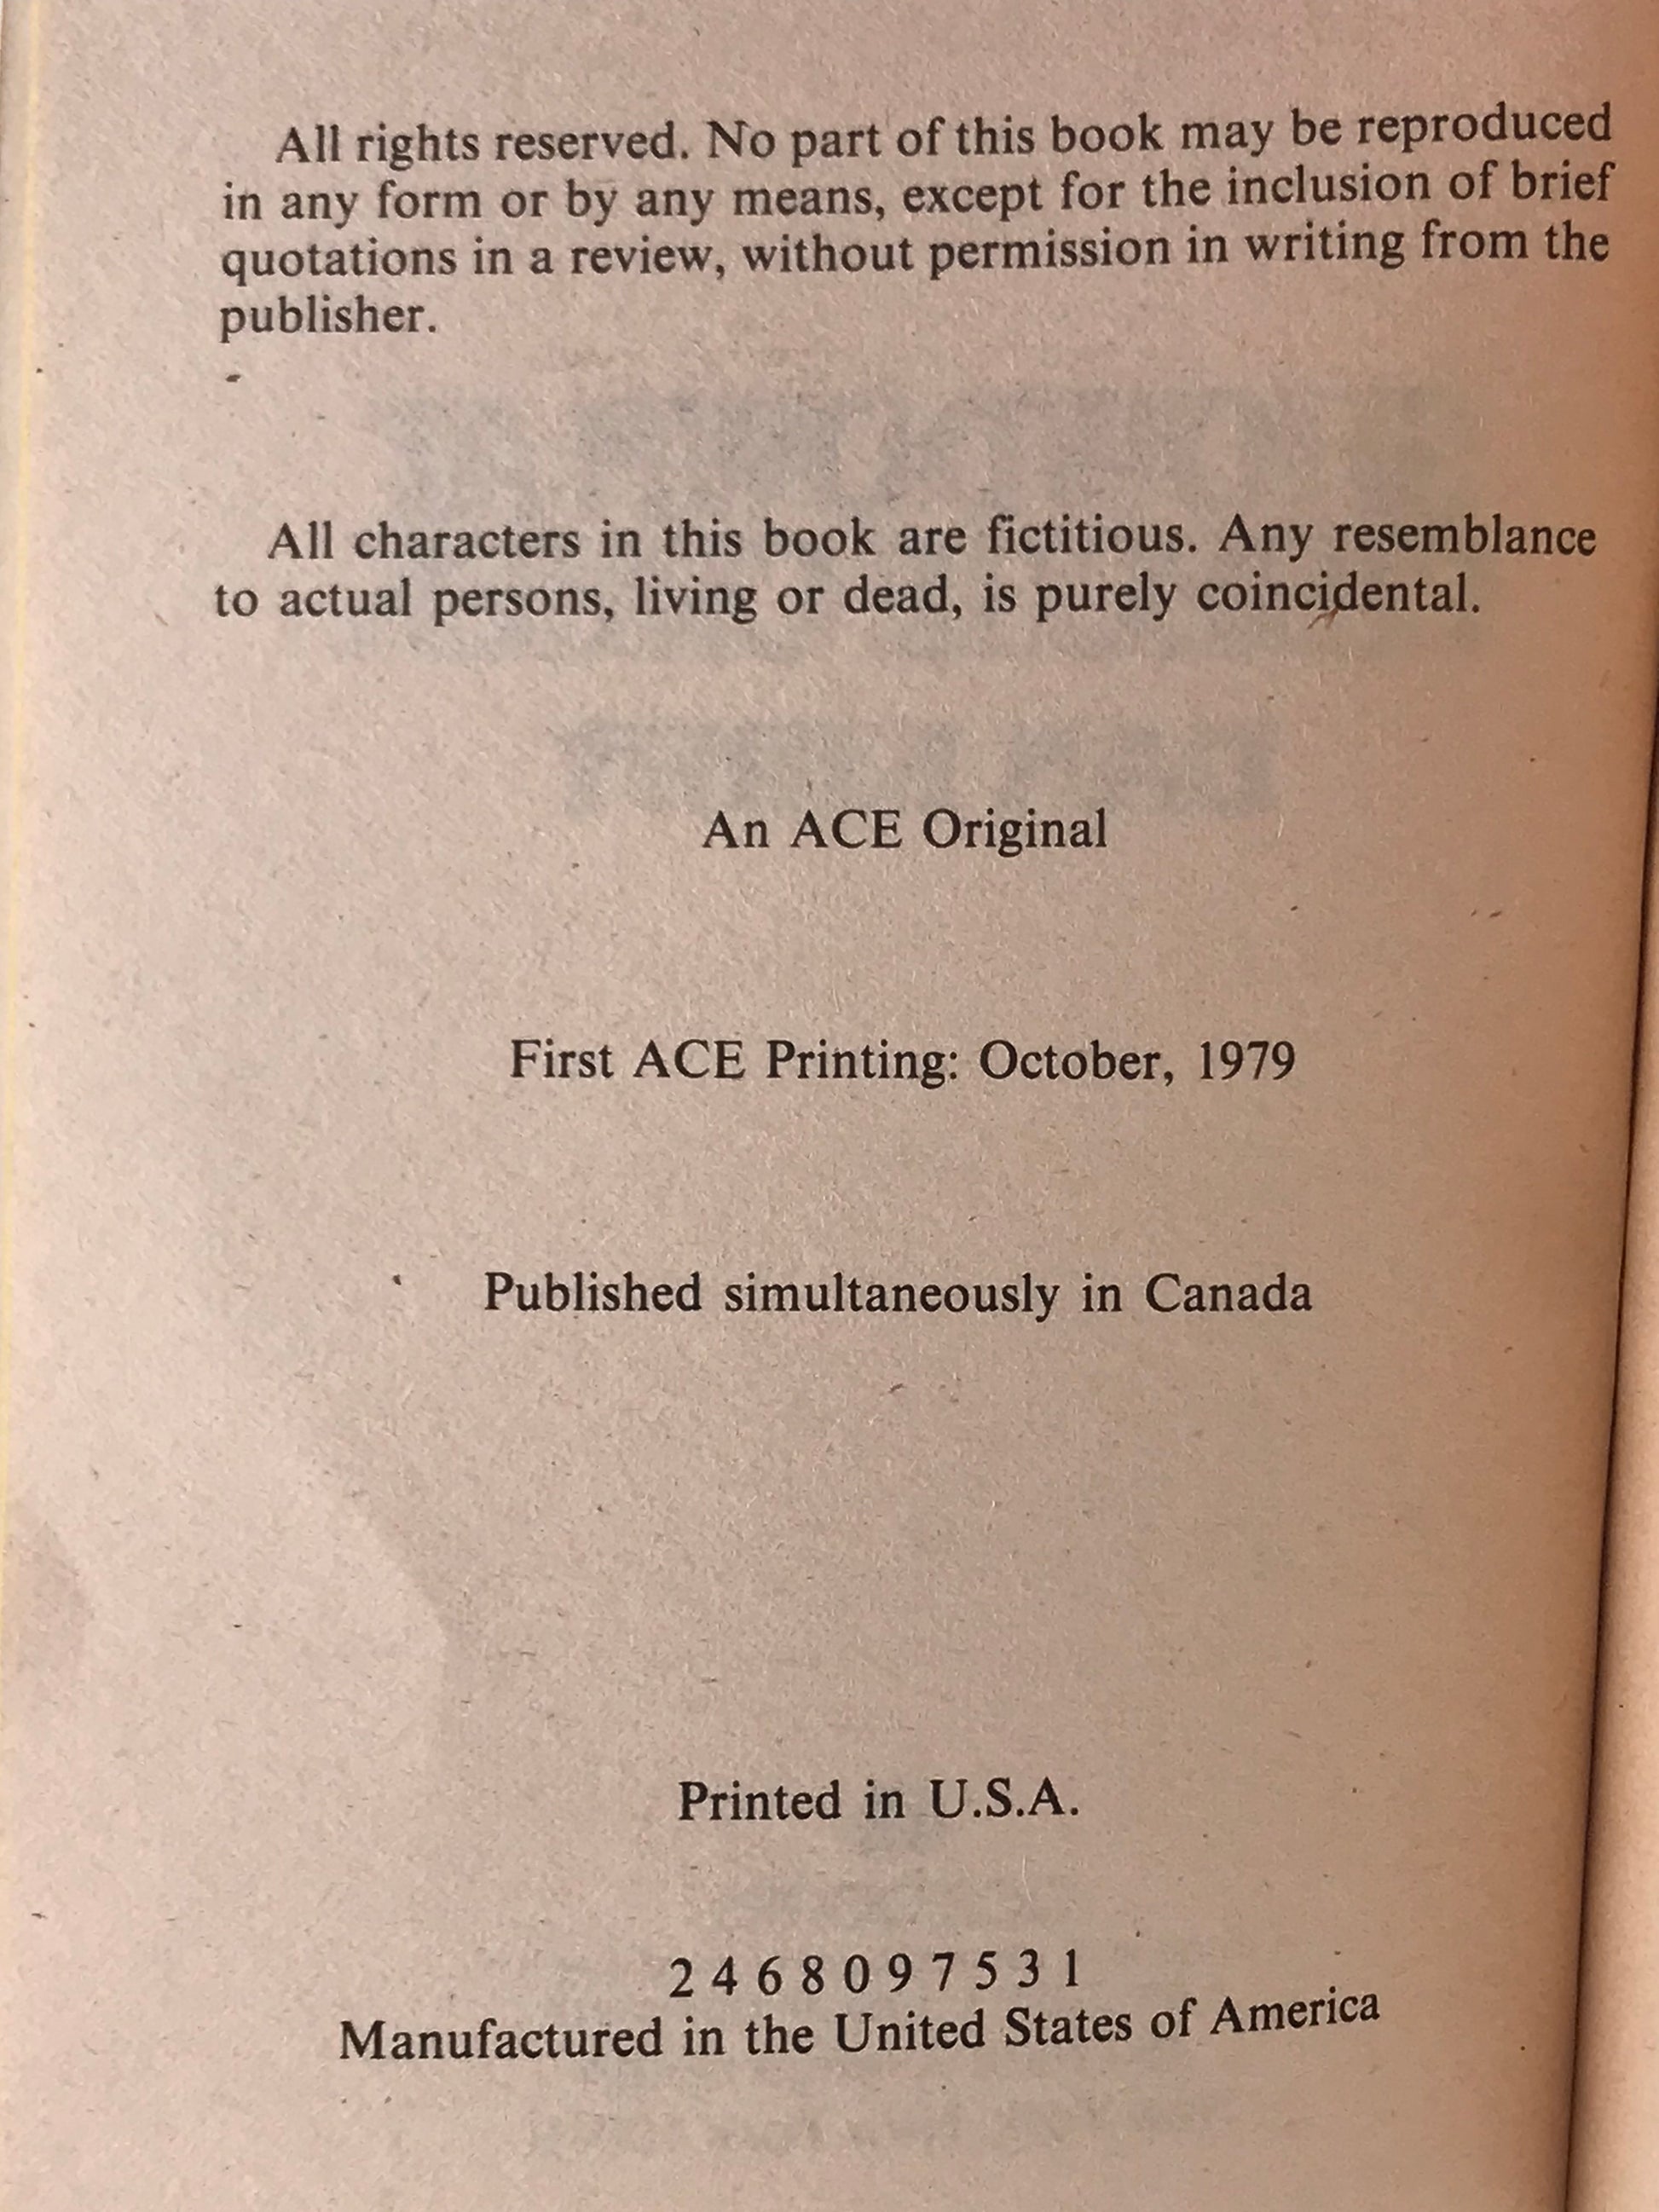 All rights reserved. No part of this book may be reproduced
in any form or by any means, except for the inclusion of brief
quotations in a review, without permission in writing from the
publisher.
All characters in this book are fictitious. Any resemblance
to actual persons, living or dead, is purely coincidental.
An ACE Original
First ACE Printing: October, 1979
Published simultaneously in Canada
Printed in U.S.A.
2 4 6 8 0 9 7 5 3 1
Manufactured in the United States of America